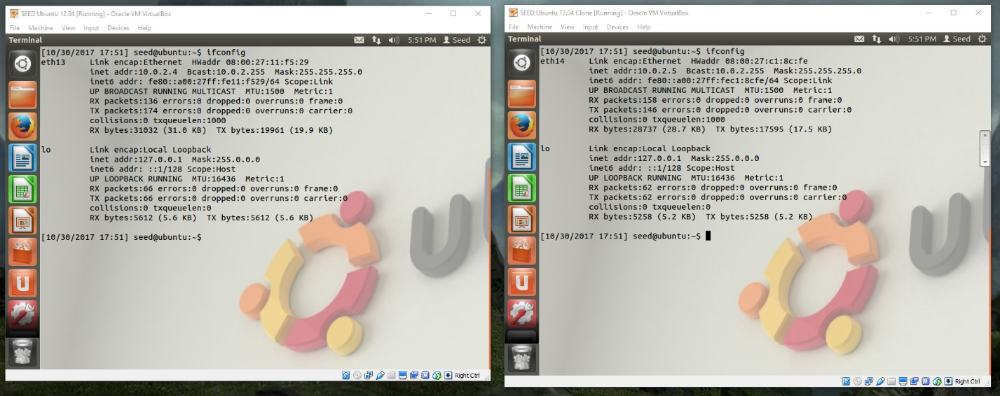 SEED Ubuntu 12.04 [Running] - Oracle VM VirtualBox
File Machine View Input Devices Help
Terminal 5:51 PM Seed
[10/30/2017 17:51] seed@ubuntu:~$ ifconfig
eth13 Link encap:Ethernet HWaddr 08:00:27:11:f5:29
inet addr:10.0.2.4 Bcast:10.0.2.255 Mask:255.255.255.0
inet6 addr: fe80::a00:27ff:fe11:f529/64 Scope:Link
UP BROADCAST RUNNING MULTICAST MTU:1500 Metric:1
RX packets:136 errors:0 dropped:0 overruns:0 frame:0
TX packets:174 errors:0 dropped:0 overruns:0 carrier:0
collisions:0 txqueuelen:1000
RX bytes:31032 (31.0 KB) TX bytes:19961 (19.9 KB)
lo Link encap:Local Loopback
inet addr:127.0.0.1 Mask:255.0.0.0
inet6 addr: ::1/128 Scope:Host
UP LOOPBACK RUNNING MTU:16436 Metric:1
RX packets:66 errors:0 dropped:0 overruns:0 frame:0
TX packets:66 errors:0 dropped:0 overruns:0 carrier:0
collisions:0 txqueuelen:0
RX bytes:5612 (5.6 KB) TX bytes:5612 (5.6 KB)
[10/30/2017 17:51] seed@ubuntu:~$
Right Ctrl
SEED Ubuntu 12.04 Clone [Running] - Oracle VM VirtualBox
File Machine View Input Devices Help
Terminal 5:51 PM Seed
[10/30/2017 17:51] seed@ubuntu:~$ ifconfig
eth14 Link encap:Ethernet HWaddr 08:00:27:c1:8c:fe
inet addr:10.0.2.5 Bcast:10.0.2.255 Mask:255.255.255.0
inet6 addr: fe80::a00:27ff:fec1:8cfe/64 Scope:Link
UP BROADCAST RUNNING MULTICAST MTU:1500 Metric:1
RX packets:158 errors:0 dropped:0 overruns:0 frame:0
TX packets:146 errors:0 dropped:0 overruns:0 carrier:0
collisions:0 txqueuelen:1000
RX bytes:28737 (28.7 KB) TX bytes:17595 (17.5 KB)
lo Link encap:Local Loopback
inet addr:127.0.0.1 Mask:255.0.0.0
inet6 addr: ::1/128 Scope:Host
UP LOOPBACK RUNNING MTU:16436 Metric:1
RX packets:62 errors:0 dropped:0 overruns:0 frame:0
TX packets:62 errors:0 dropped:0 overruns:0 carrier:0
collisions:0 txqueuelen:0
RX bytes:5258 (5.2 KB) TX bytes:5258 (5.2 KB)
[10/30/2017 17:51] seed@ubuntu:~$
Right Ctrl